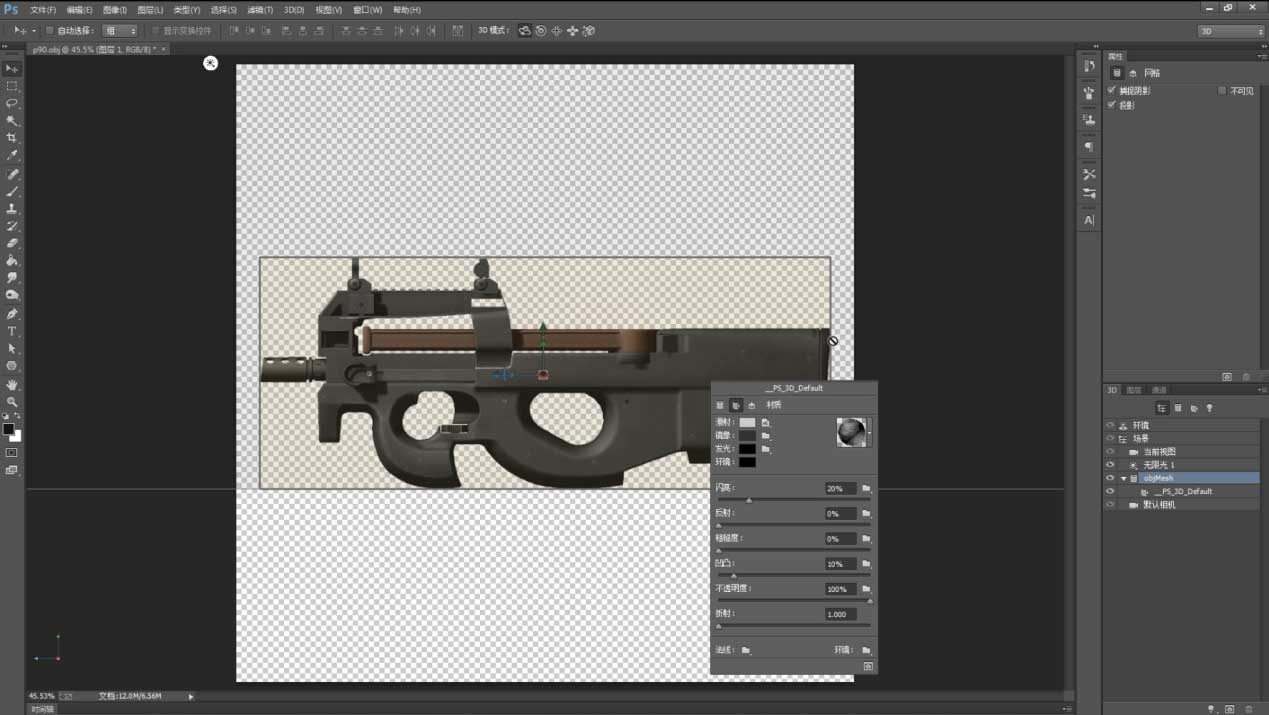 Ps 文件(F) 编辑(E) 图像(I) 图层(L) 类型(Y) 选择(S) 滤镜(T) 3D(D) 视图(V) 窗口(W) 帮助(H)
自动选择： 组 显示变换控件 3D 模式： 3D
p90.obj @ 45.5% (图层 1, RGB/8) * ×
属性
网格
捕捉阴影 不可见
投影
__PS_3D_Default
材质
漫射：
镜像：
发光：
环境：
闪亮： 20%
反射： 0%
粗糙度： 0%
凹凸： 10%
不透明度： 100%
折射： 1.000
法线： 环境：
3D 图层 通道
环境
场景
当前视图
无限光 1
objMesh
__PS_3D_Default
默认相机
45.53% 文档:12.0M/6.56M
时间轴